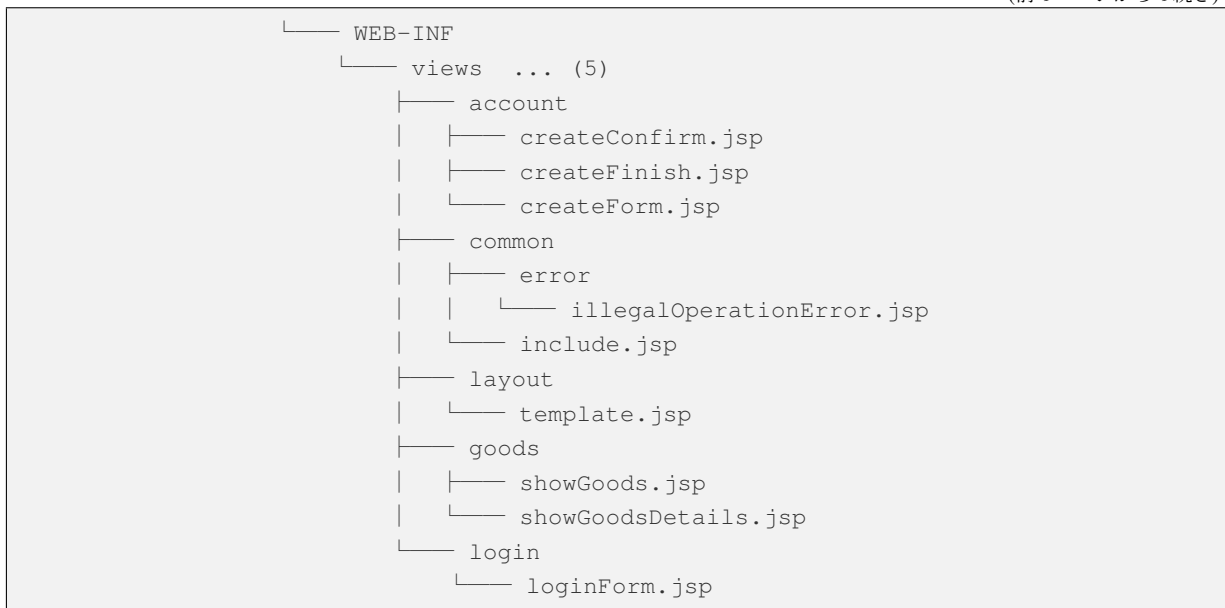 └── WEB-INF
    └── views ... (5)
        ├── account
        │   ├── createConfirm.jsp
        │   ├── createFinish.jsp
        │   └── createForm.jsp
        ├── common
        │   ├── error
        │   │   └── illegalOperationError.jsp
        │   └── include.jsp
        ├── layout
        │   └── template.jsp
        ├── goods
        │   ├── showGoods.jsp
        │   └── showGoodsDetails.jsp
        └── login
            └── loginForm.jsp